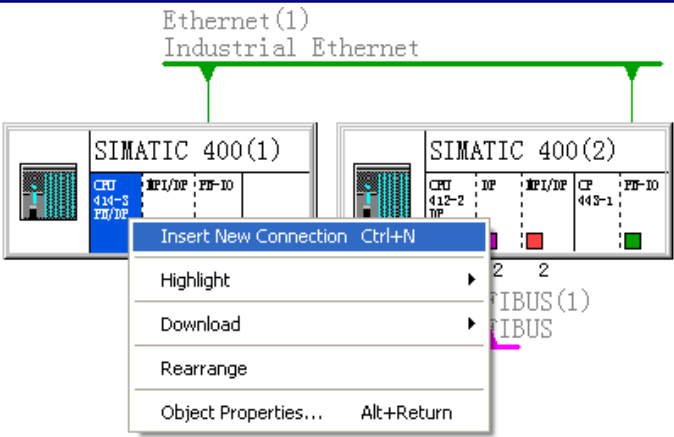 Ethernet(1)
Industrial Ethernet
SIMATIC 400(1)
CPU
414-3
PN/DP
MPI/DP
PN-IO
SIMATIC 400(2)
CPU
412-2
DP
DP
MPI/DP
CP
443-1
PN-IO
Insert New Connection Ctrl+N
Highlight
Download
Rearrange
Object Properties... Alt+Return
2 2
FIBUS(1)
FIBUS